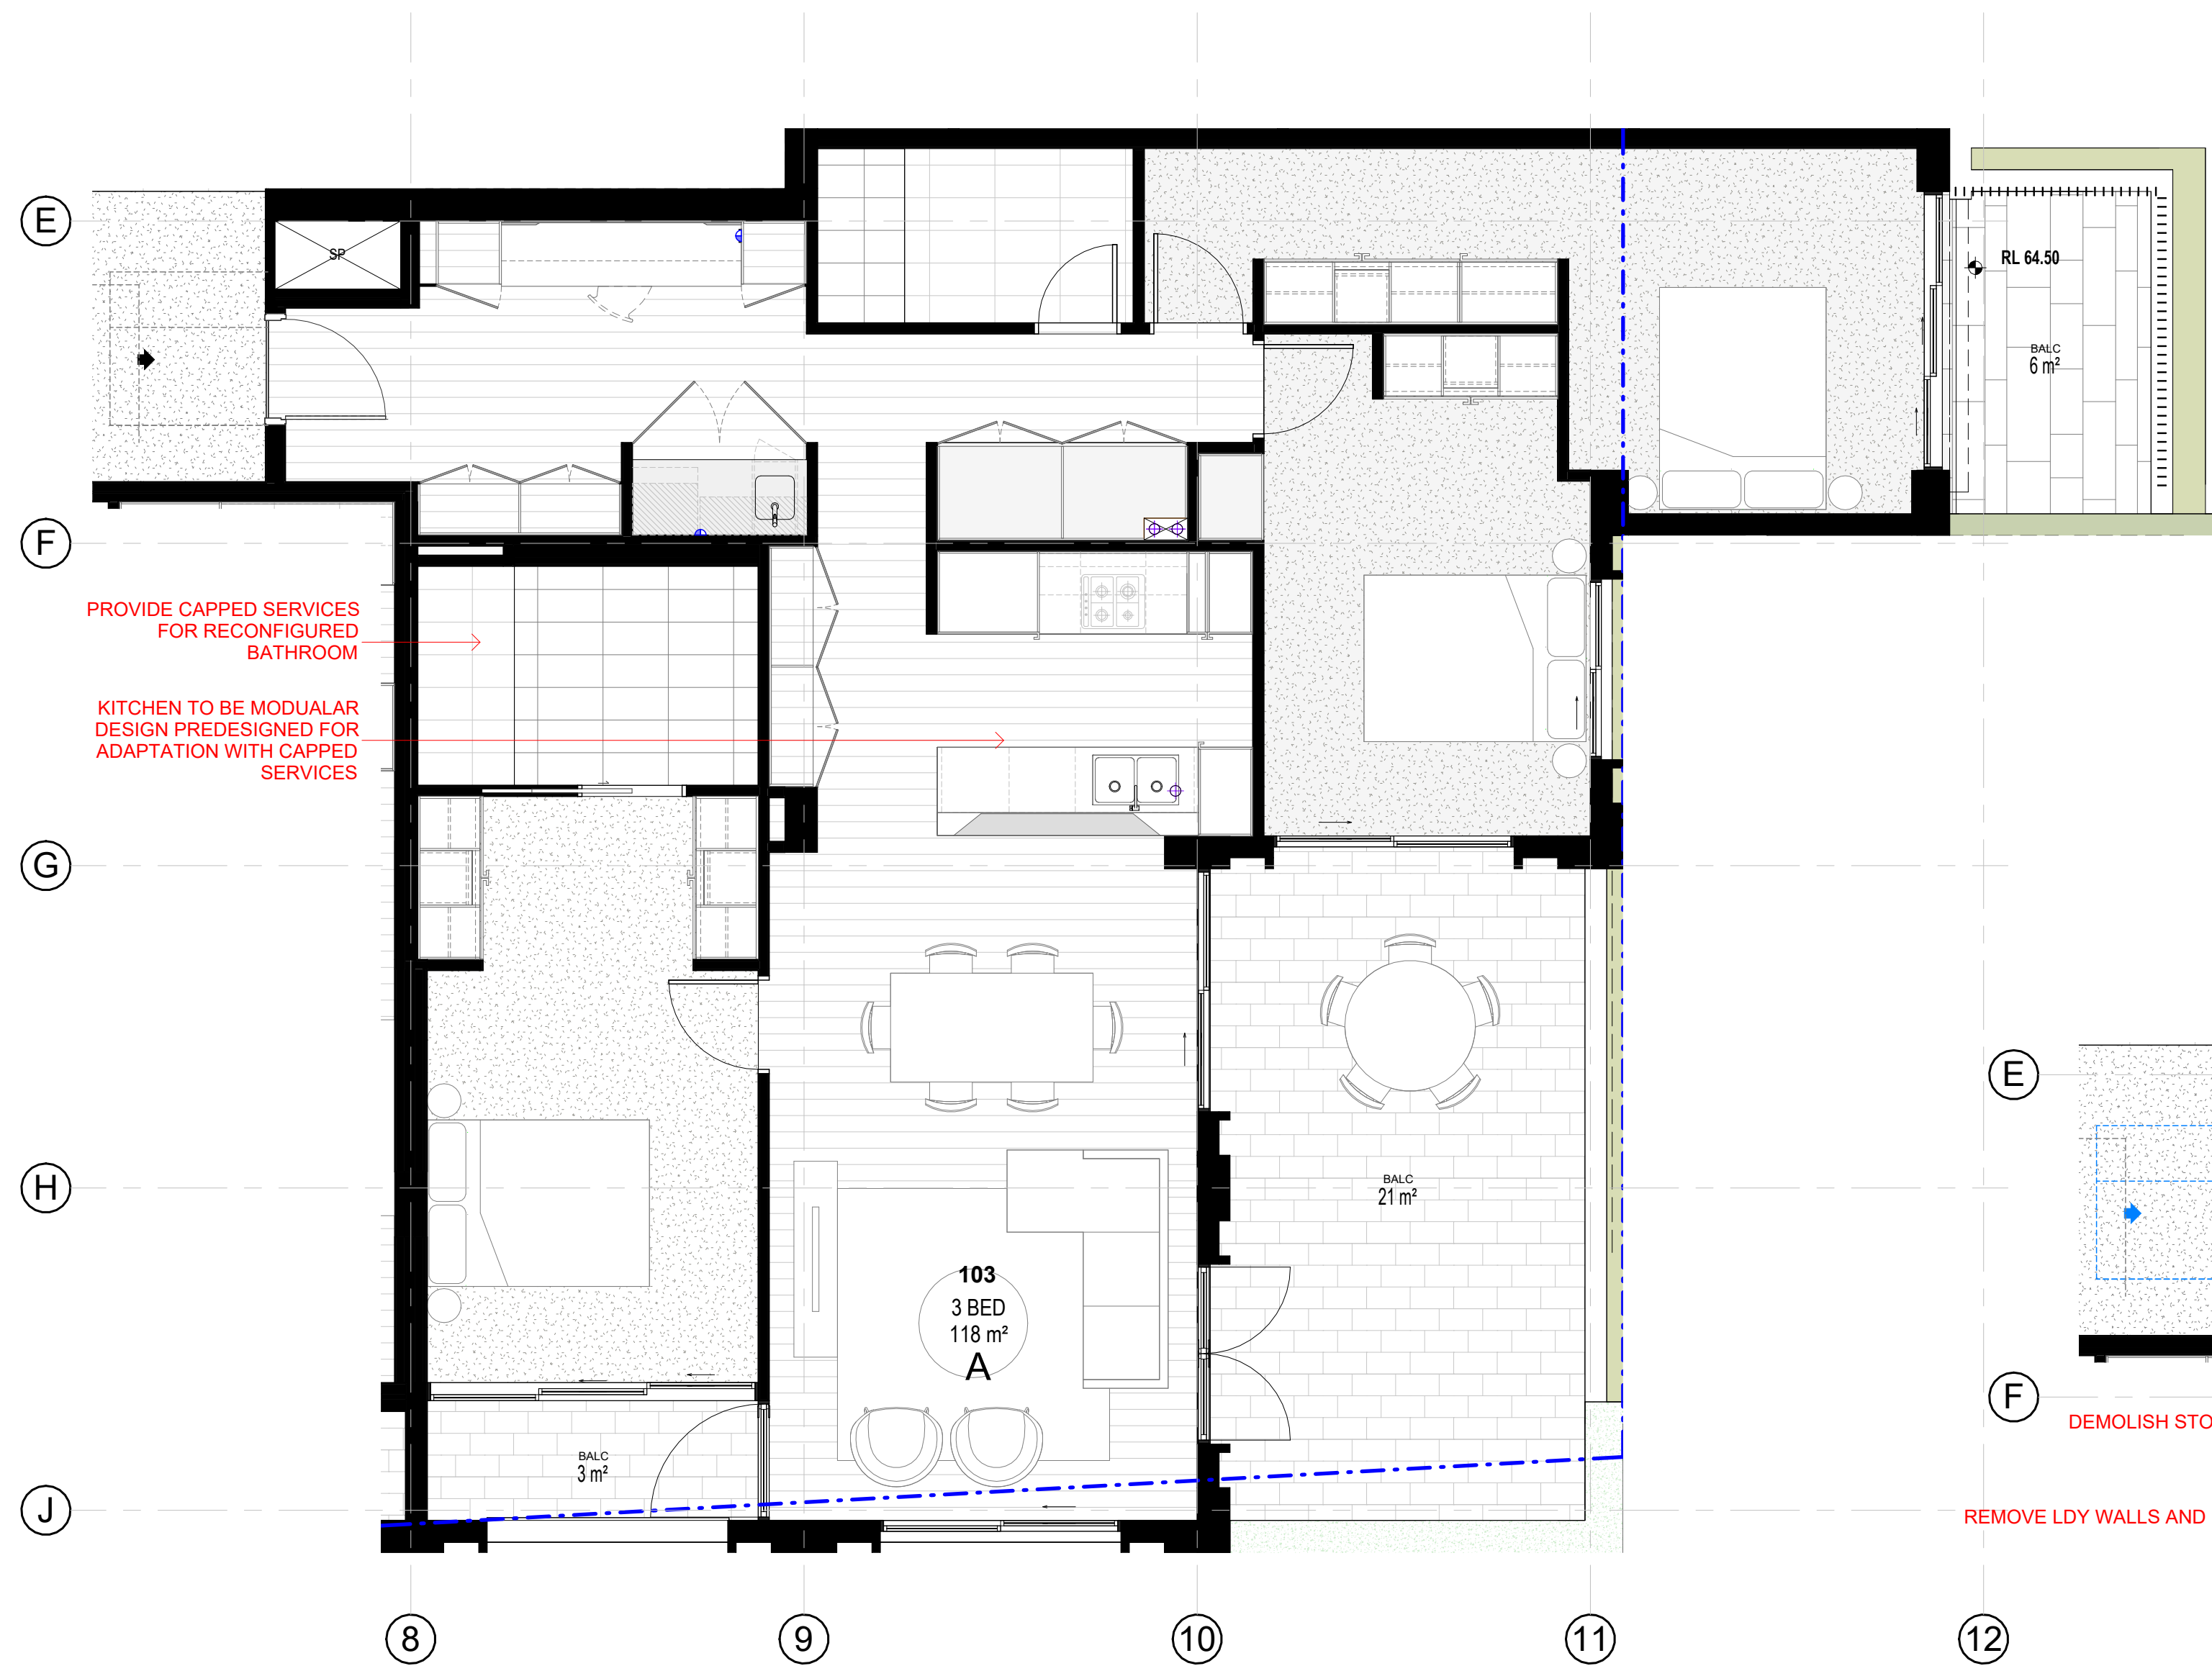 E
SP
RL 64.50
BALC
6 m²
F
PROVIDE CAPPED SERVICES
FOR RECONFIGURED
BATHROOM
KITCHEN TO BE MODUALAR
DESIGN PREDESIGNED FOR
ADAPTATION WITH CAPPED
SERVICES
G
E
H
BALC
21 m²
103
3 BED
118 m²
A
F
DEMOLISH STO
BALC
3 m²
J
REMOVE LDY WALLS AND
8
9
10
11
12